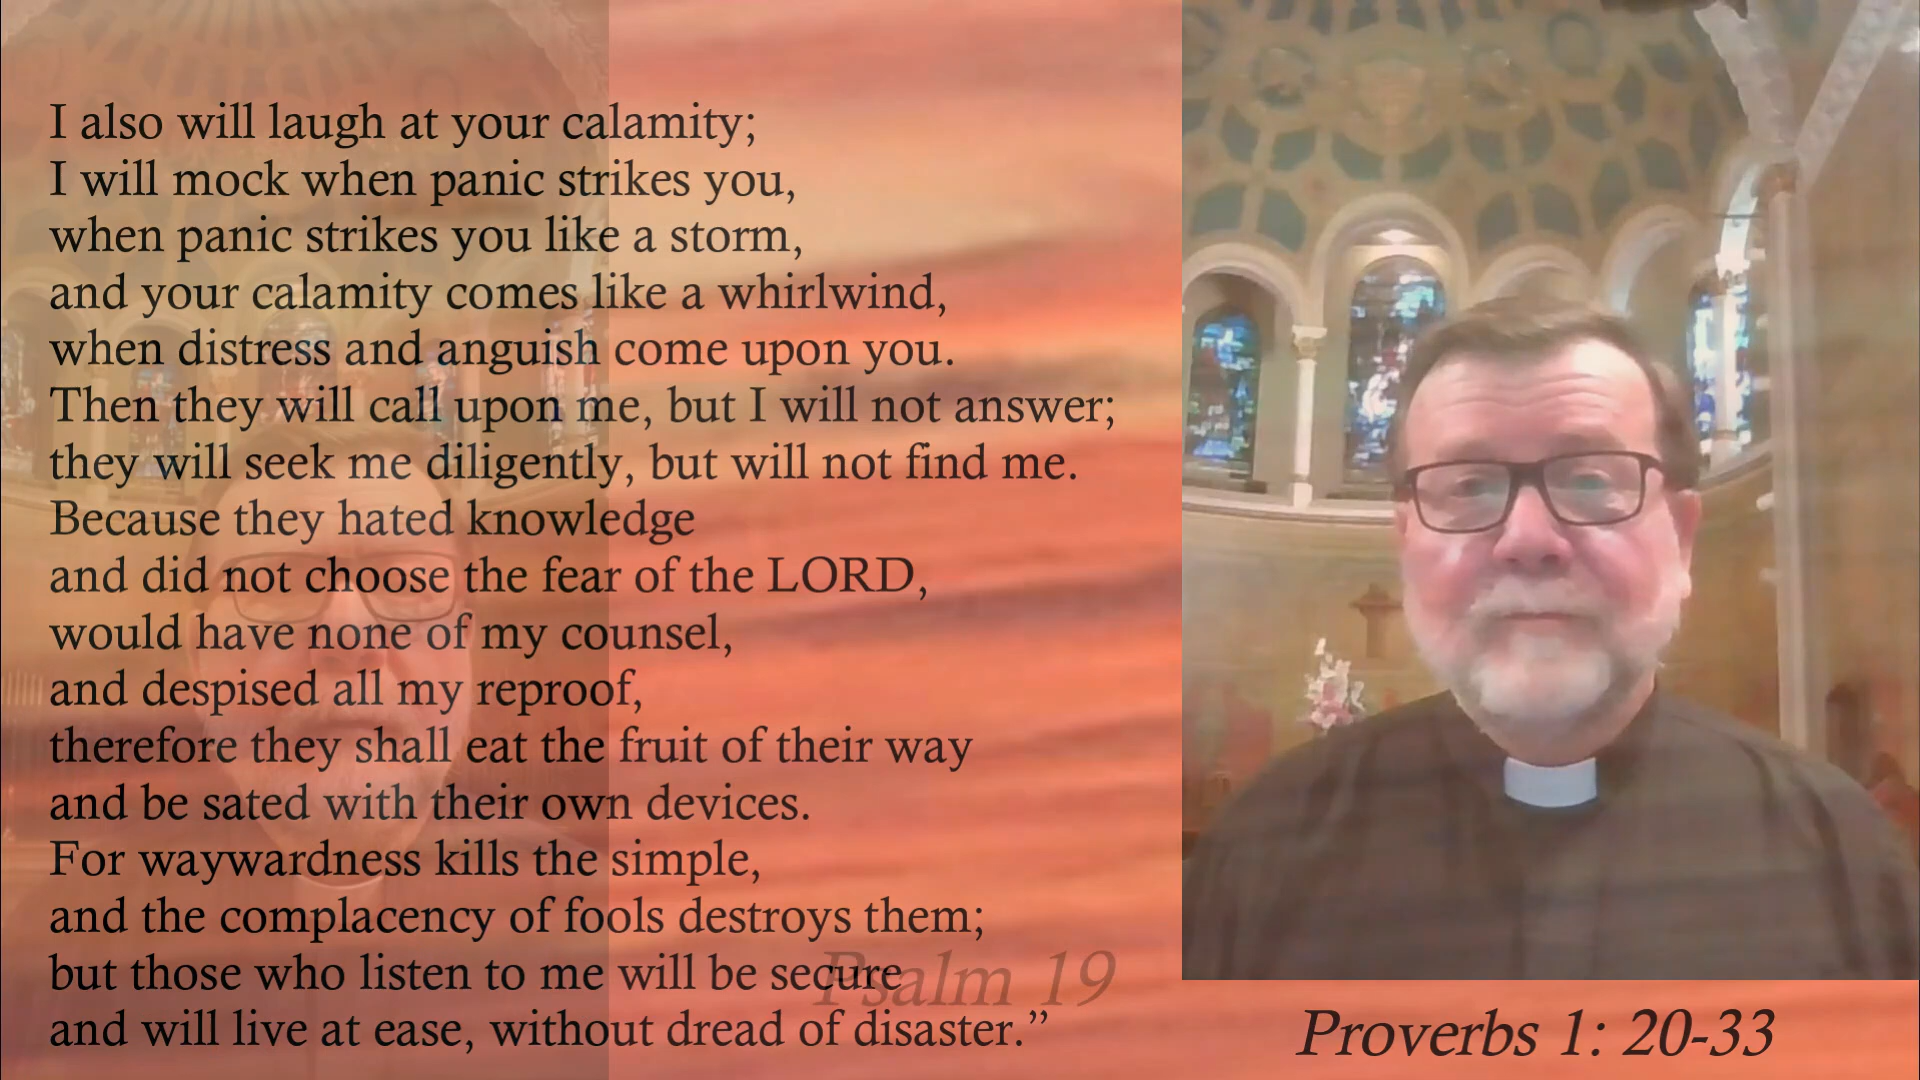 I also will laugh at your calamity;
I will mock when panic strikes you,
when panic strikes you like a storm,
and your calamity comes like a whirlwind,
when distress and anguish come upon you.
Then they will call upon me, but I will not answer;
they will seek me diligently, but will not find me.
Because they hated knowledge
and did not choose the fear of the LORD,
would have none of my counsel,
and despised all my reproof,
therefore they shall eat the fruit of their way
and be sated with their own devices.
For waywardness kills the simple,
and the complacency of fools destroys them;
but those who listen to me will be secure
and will live at ease, without dread of disaster.”
Psalm 19
Proverbs 1: 20-33